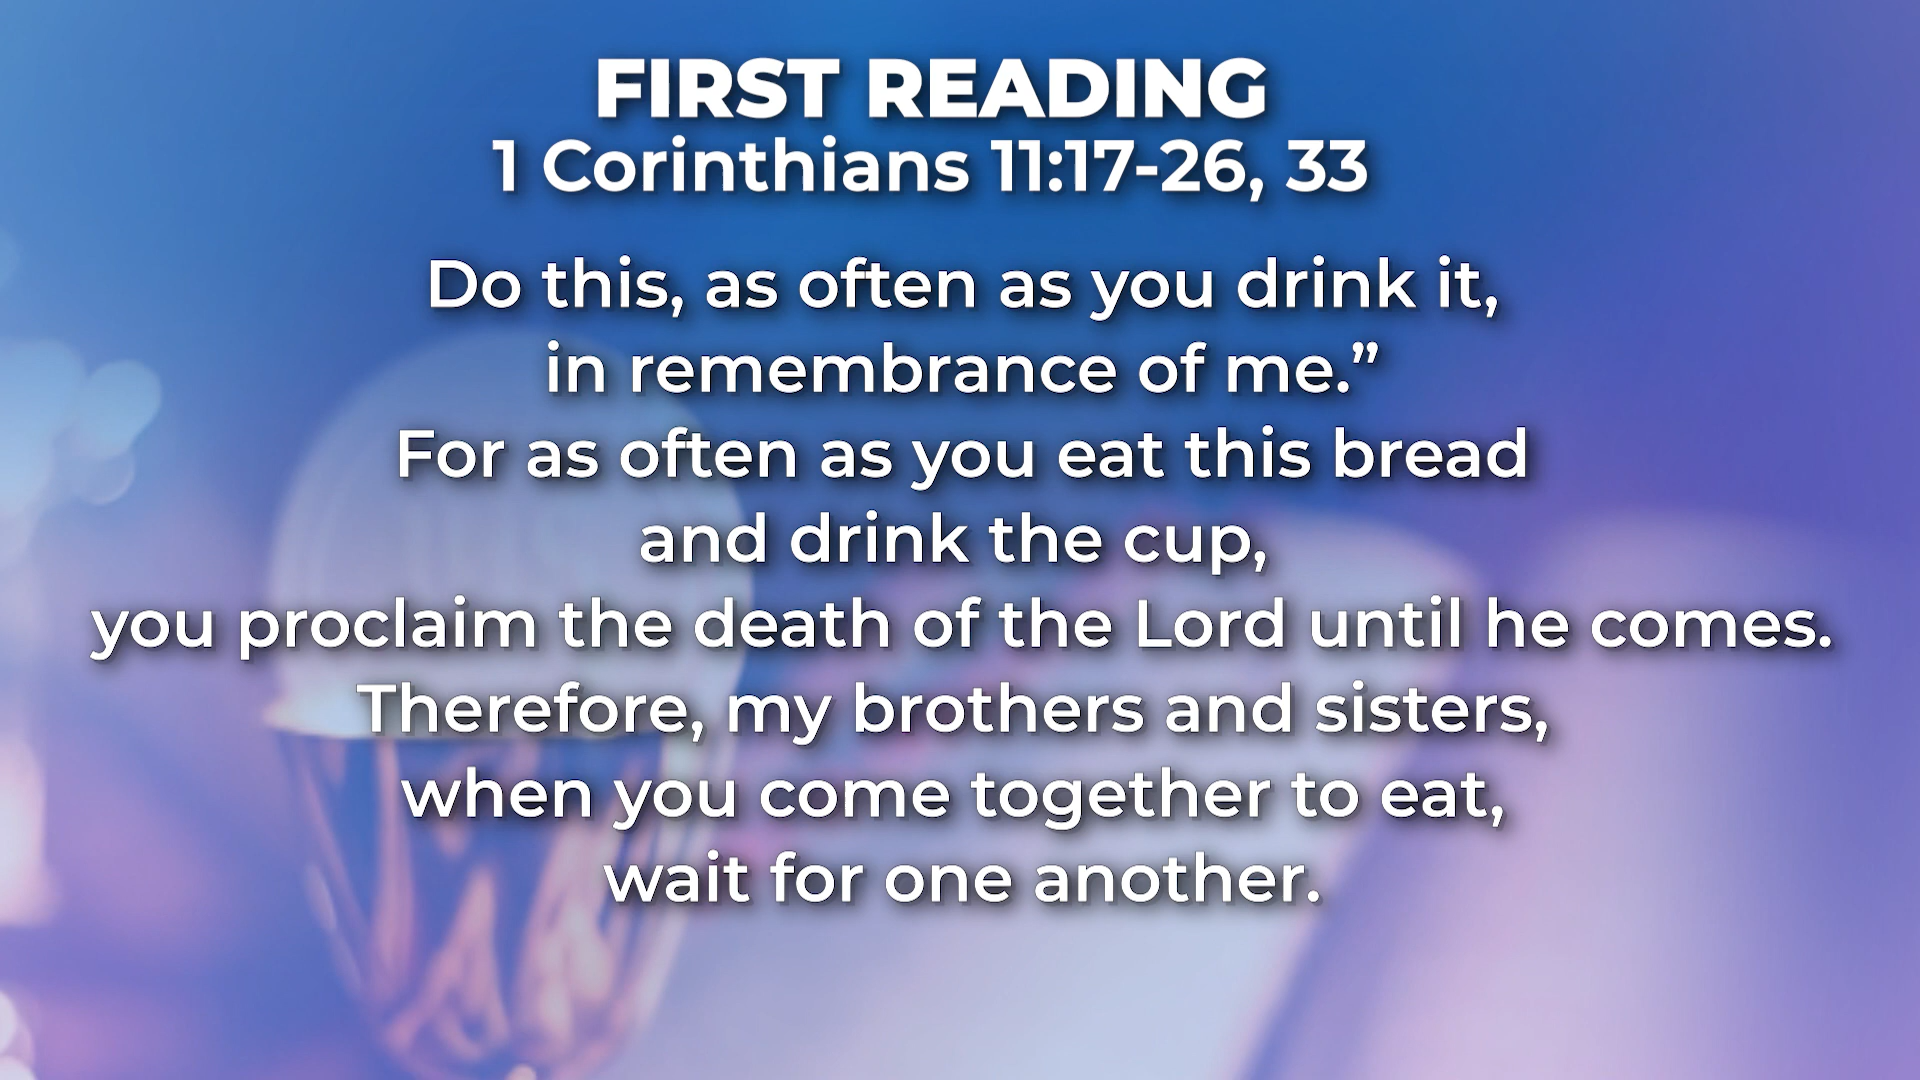 FIRST READING
1 Corinthians 11:17-26, 33
Do this, as often as you drink it,
in remembrance of me.”
For as often as you eat this bread
and drink the cup,
you proclaim the death of the Lord until he comes.
Therefore, my brothers and sisters,
when you come together to eat,
wait for one another.